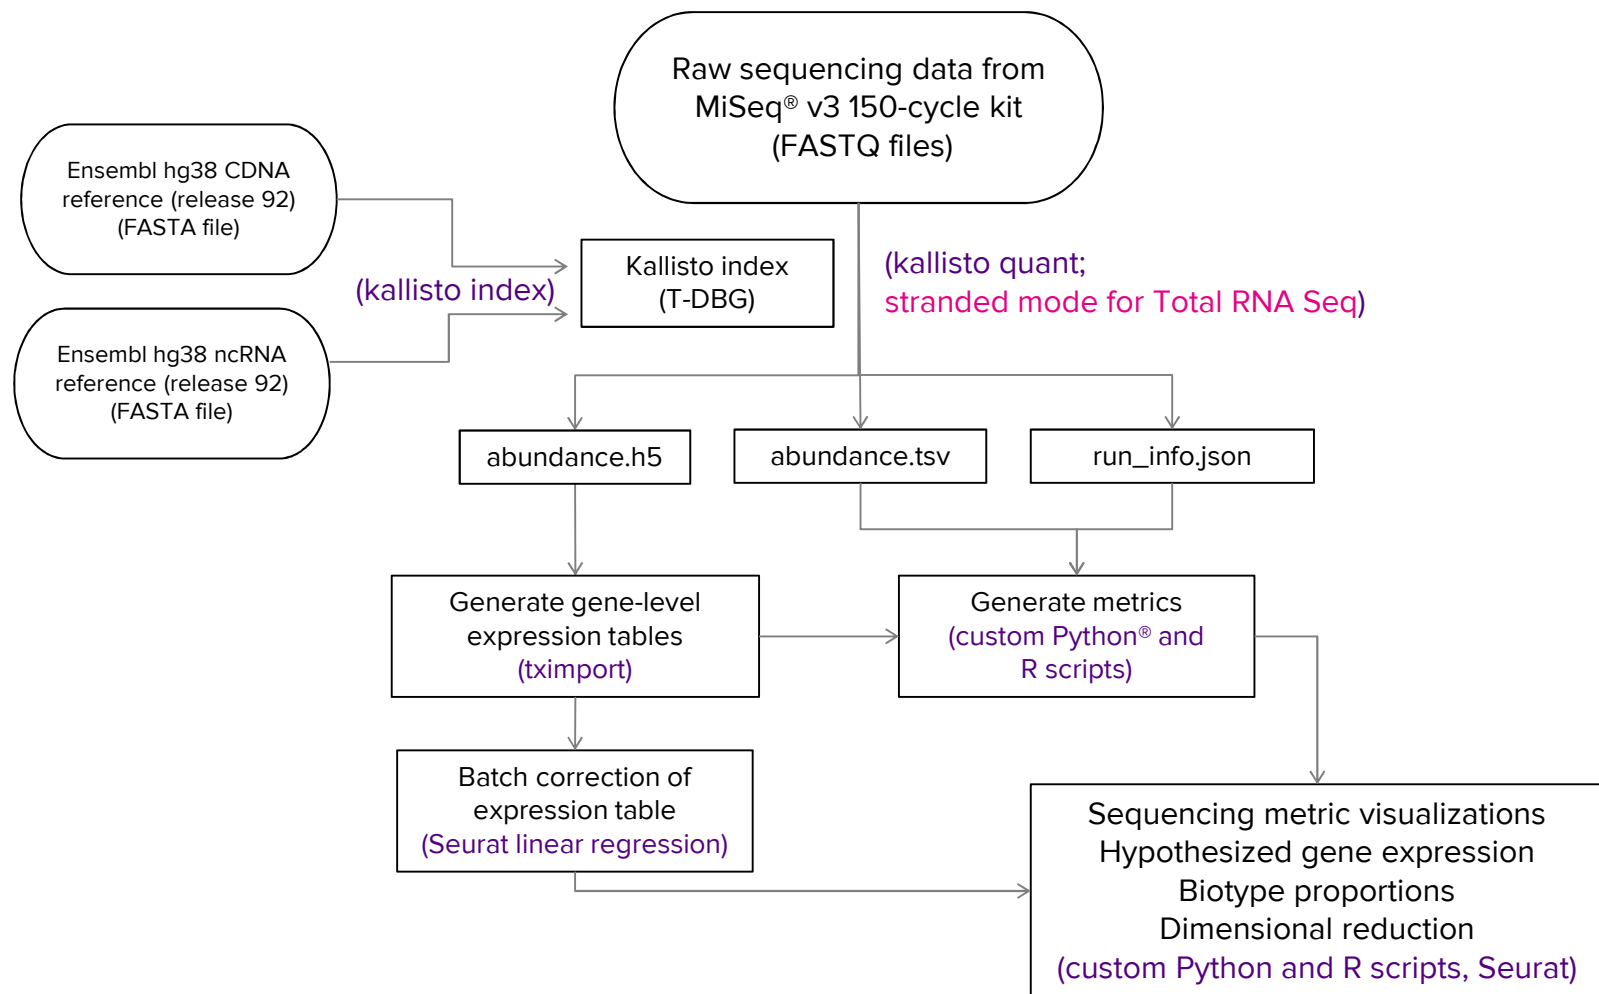 Raw sequencing data from
MiSeq® v3 150-cycle kit
(FASTQ files)
Ensembl hg38 CDNA
reference (release 92)
(FASTA file)
(kallisto index)
Kallisto index
(T-DBG)
(kallisto quant;
stranded mode for Total RNA Seq)
Ensembl hg38 ncRNA
reference (release 92)
(FASTA file)
abundance.h5
abundance.tsv
run_info.json
Generate gene-level
expression tables
(tximport)
Generate metrics
(custom Python® and
R scripts)
Batch correction of
expression table
(Seurat linear regression)
Sequencing metric visualizations
Hypothesized gene expression
Biotype proportions
Dimensional reduction
(custom Python and R scripts, Seurat)